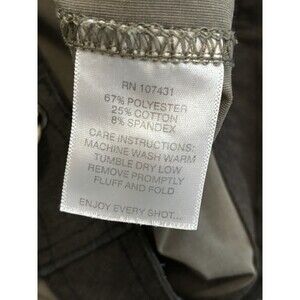 RN 107431
67% POLYESTER
25% COTTON
8% SPANDEX
CARE INSTRUCTIONS:
MACHINE WASH WARM
TUMBLE DRY LOW
REMOVE PROMPTLY
FLUFF AND FOLD
ENJOY EVERY SHOT...